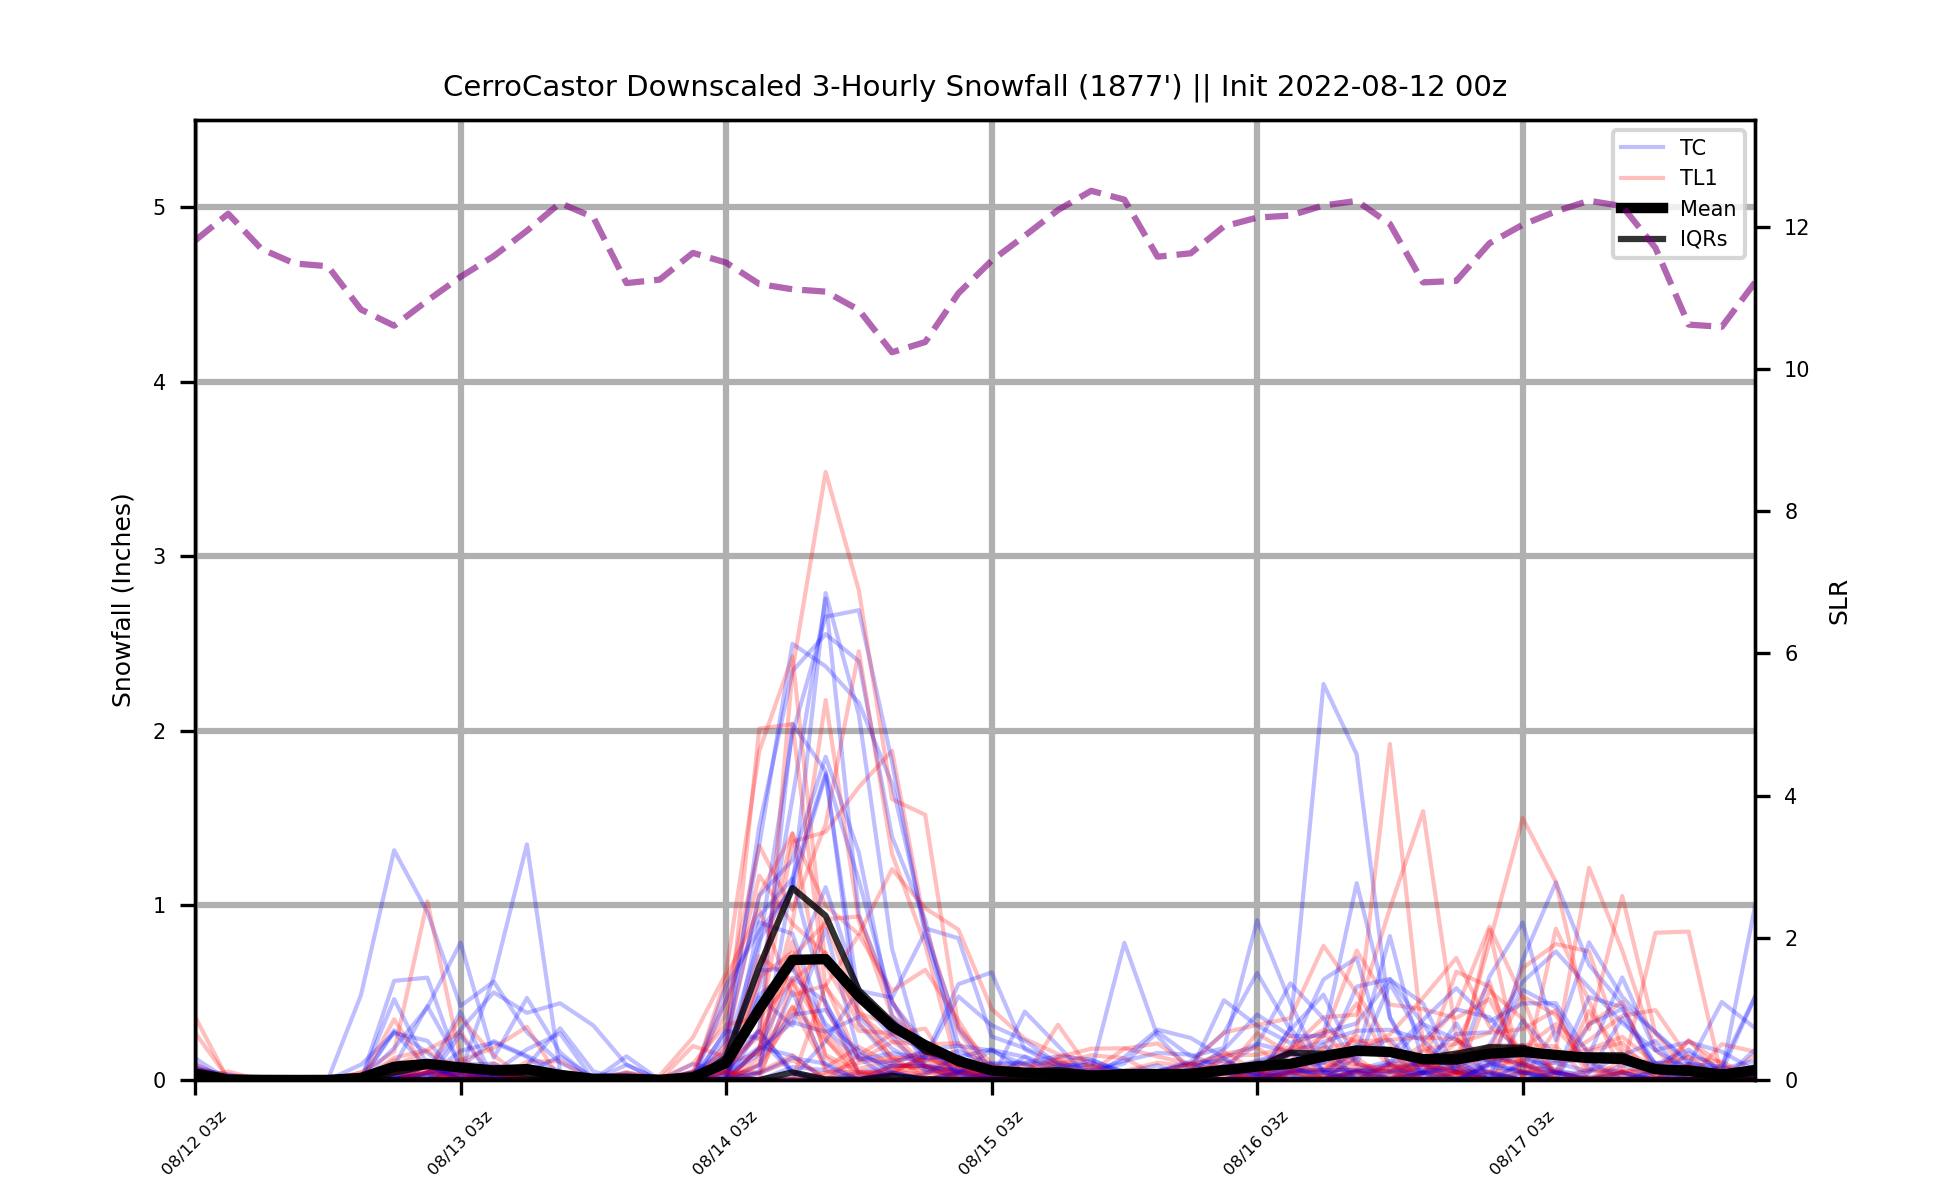 CerroCastor Downscaled 3-Hourly Snowfall (1877') || Init 2022-08-12 00z
TC
TL1
Mean
IQRs
Snowfall (Inches)
5
4
3
2
1
0
12
10
8
6
4
2
0
SLR
08/12 03z
08/13 03z
08/14 03z
08/15 03z
08/16 03z
08/17 03z